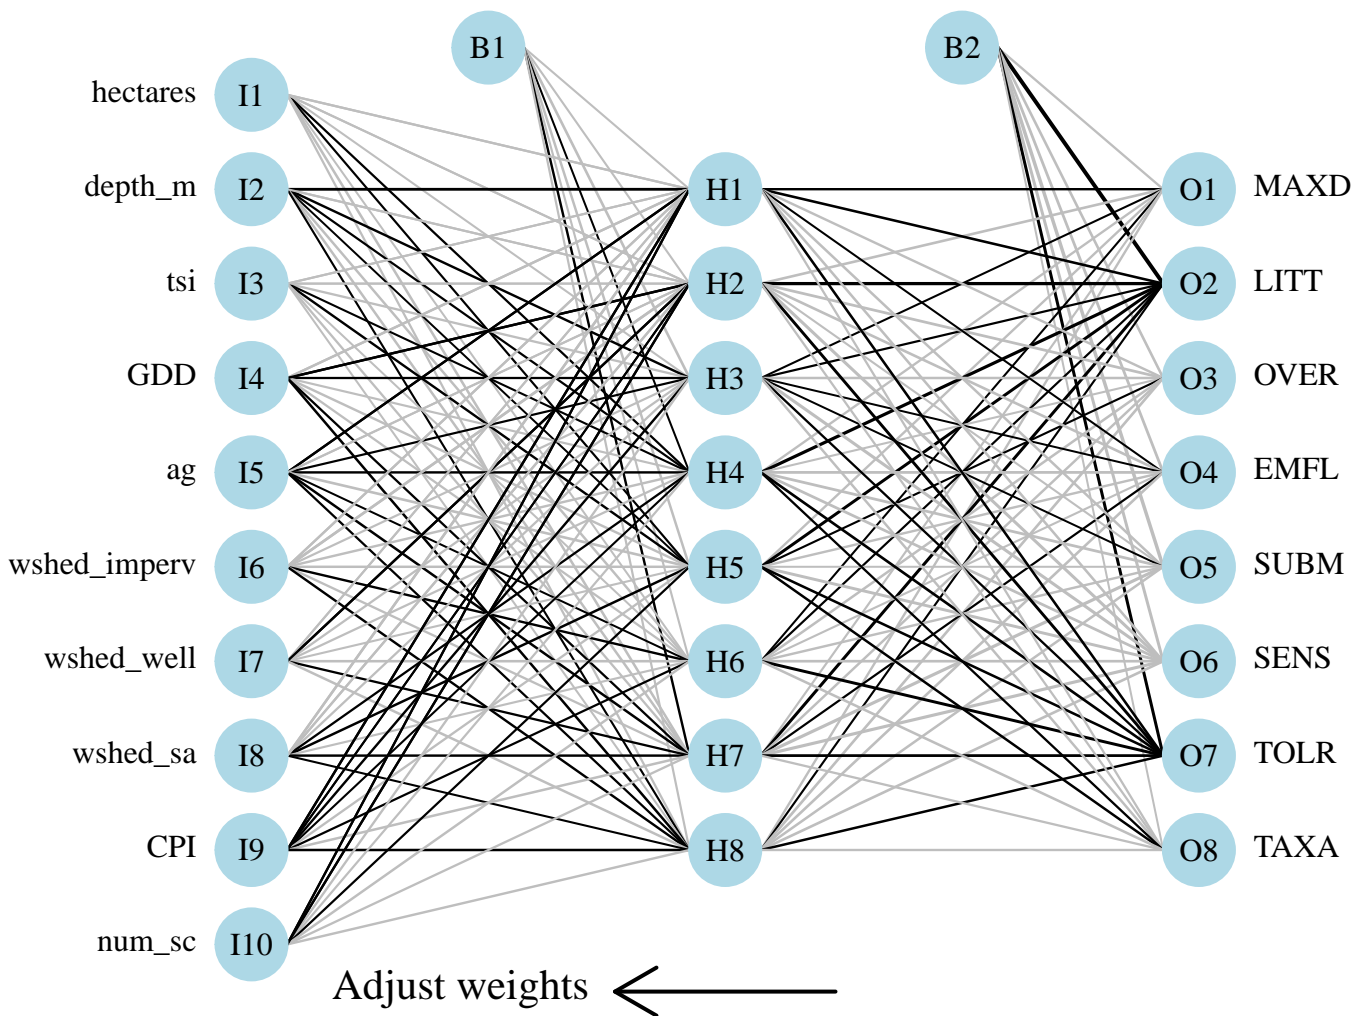 B1
B2
hectares I1
depth_m I2 H1 O1 MAXD
tsi I3 H2 O2 LITT
GDD I4 H3 O3 OVER
ag I5 H4 O4 EMFL
wshed_imperv I6 H5 O5 SUBM
wshed_well I7 H6 O6 SENS
wshed_sa I8 H7 O7 TOLR
CPI I9 H8 O8 TAXA
num_sc I10
Adjust weights